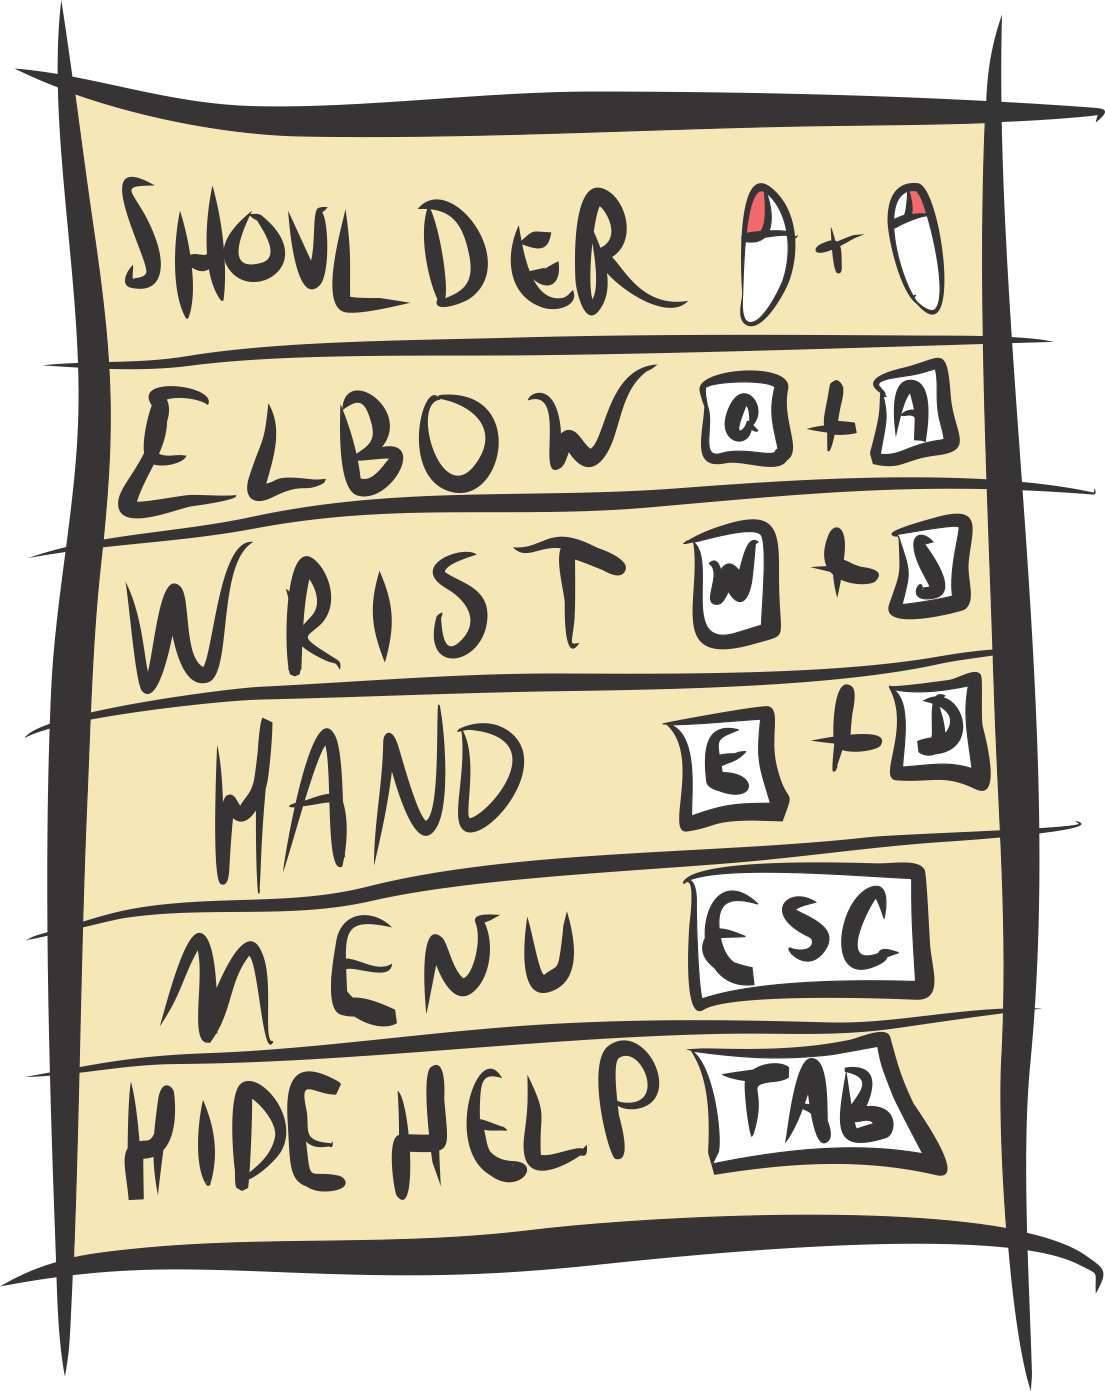 SHOULDER +
ELBOW Q + A
WRIST W + S
HAND E + D
MENU ESC
HIDE HELP TAB